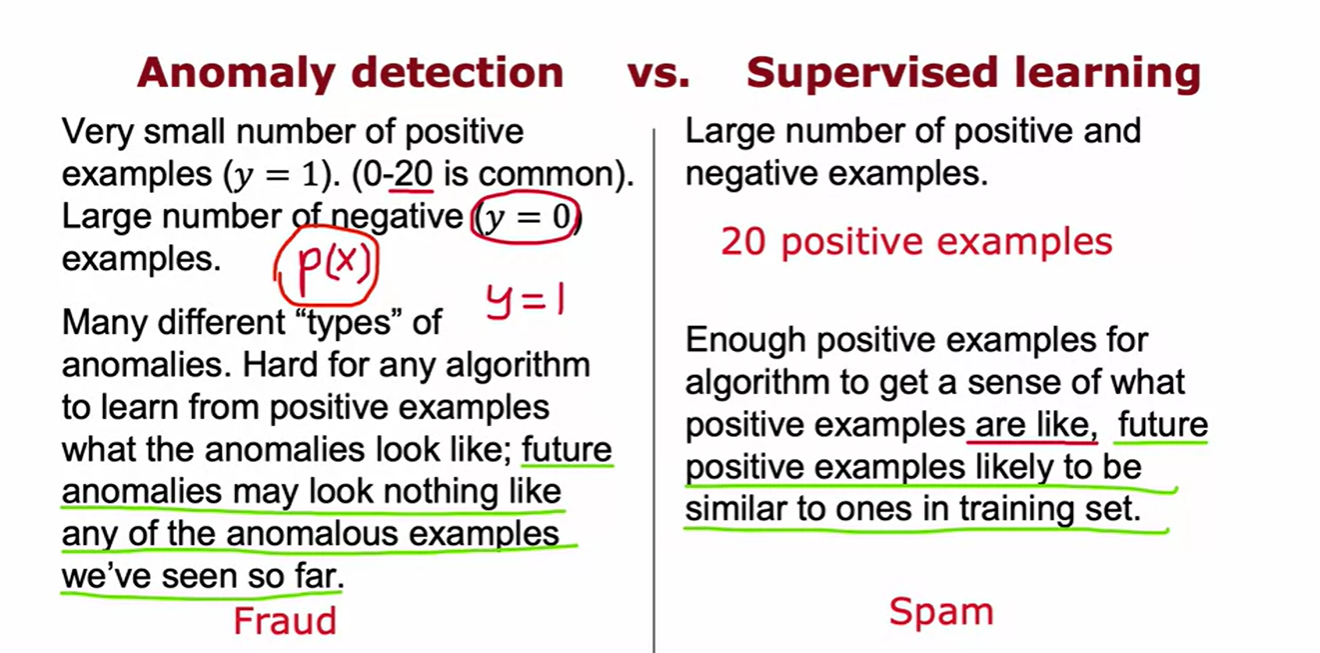 Anomaly detection vs. Supervised learning
Very small number of positive
examples (y = 1). (0-20 is common).
Large number of negative (y = 0)
examples.
p(x)
y=1
Many different “types” of
anomalies. Hard for any algorithm
to learn from positive examples
what the anomalies look like; future
anomalies may look nothing like
any of the anomalous examples
we’ve seen so far.
Fraud
Large number of positive and
negative examples.
20 positive examples
Enough positive examples for
algorithm to get a sense of what
positive examples are like, future
positive examples likely to be
similar to ones in training set.
Spam